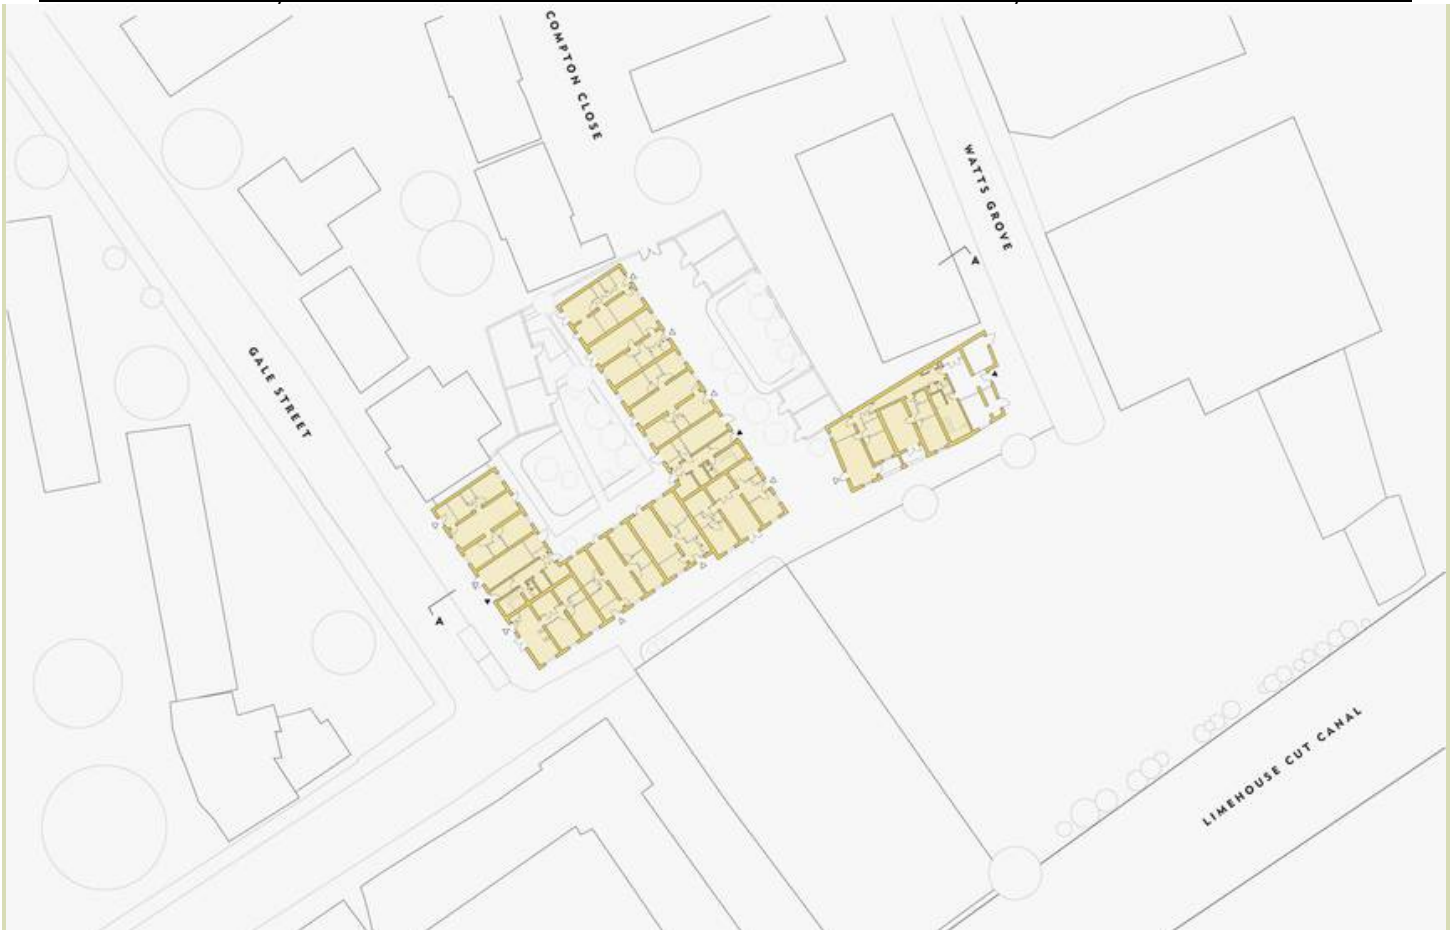 COMPTON CLOSE
WATTS GROVE
A
GALE STREET
A
LIMEHOUSE CUT CANAL